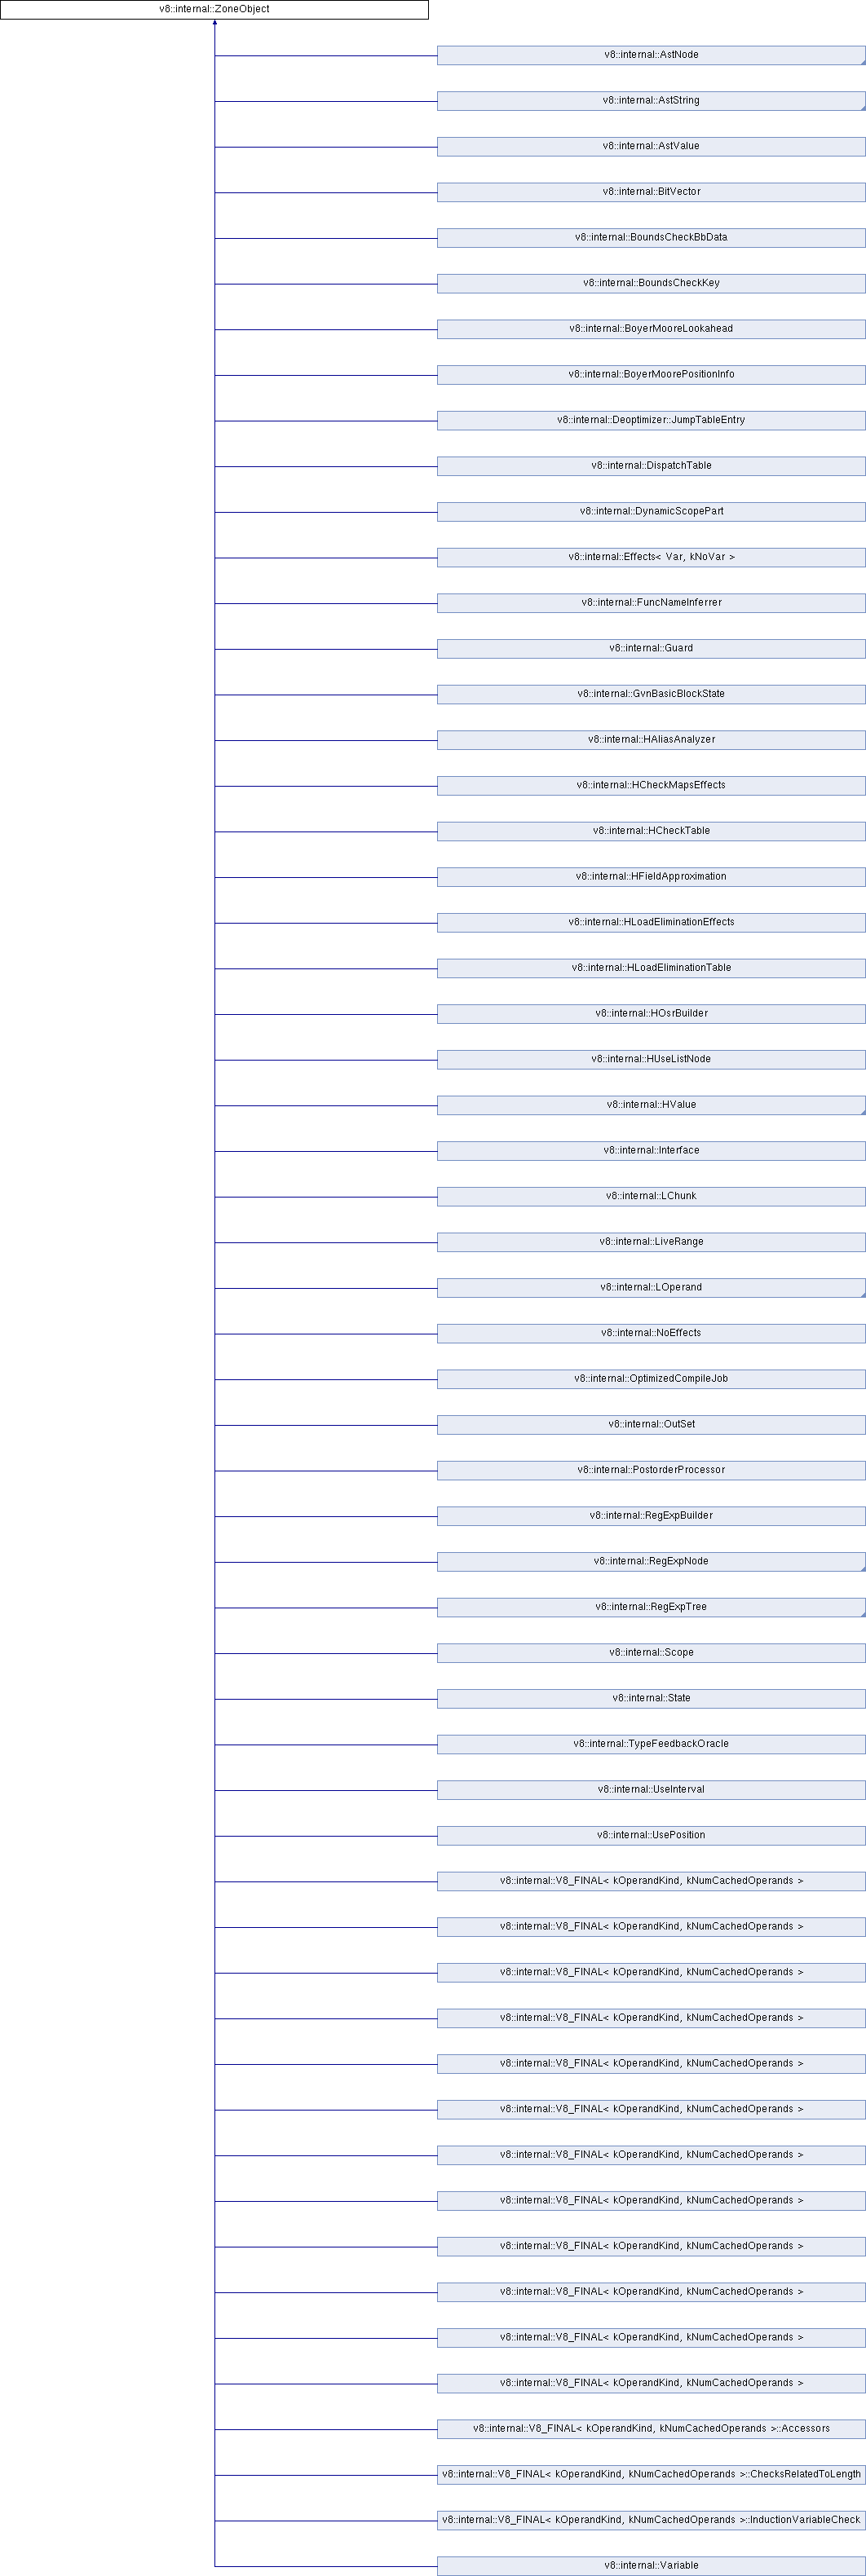 v8::internal::ZoneObject
v8::internal::AstNode
v8::internal::AstString
v8::internal::AstValue
v8::internal::BitVector
v8::internal::BoundsCheckBbData
v8::internal::BoundsCheckKey
v8::internal::BoyerMooreLookahead
v8::internal::BoyerMoorePositionInfo
v8::internal::Deoptimizer::JumpTableEntry
v8::internal::DispatchTable
v8::internal::DynamicScopePart
v8::internal::Effects< Var, kNoVar >
v8::internal::FuncNameInferrer
v8::internal::Guard
v8::internal::GvnBasicBlockState
v8::internal::HAliasAnalyzer
v8::internal::HCheckMapsEffects
v8::internal::HCheckTable
v8::internal::HFieldApproximation
v8::internal::HLoadEliminationEffects
v8::internal::HLoadEliminationTable
v8::internal::HOsrBuilder
v8::internal::HUseListNode
v8::internal::HValue
v8::internal::Interface
v8::internal::LChunk
v8::internal::LiveRange
v8::internal::LOperand
v8::internal::NoEffects
v8::internal::OptimizedCompileJob
v8::internal::OutSet
v8::internal::PostorderProcessor
v8::internal::RegExpBuilder
v8::internal::RegExpNode
v8::internal::RegExpTree
v8::internal::Scope
v8::internal::State
v8::internal::TypeFeedbackOracle
v8::internal::UseInterval
v8::internal::UsePosition
v8::internal::V8_FINAL< kOperandKind, kNumCachedOperands >
v8::internal::V8_FINAL< kOperandKind, kNumCachedOperands >
v8::internal::V8_FINAL< kOperandKind, kNumCachedOperands >
v8::internal::V8_FINAL< kOperandKind, kNumCachedOperands >
v8::internal::V8_FINAL< kOperandKind, kNumCachedOperands >
v8::internal::V8_FINAL< kOperandKind, kNumCachedOperands >
v8::internal::V8_FINAL< kOperandKind, kNumCachedOperands >
v8::internal::V8_FINAL< kOperandKind, kNumCachedOperands >
v8::internal::V8_FINAL< kOperandKind, kNumCachedOperands >
v8::internal::V8_FINAL< kOperandKind, kNumCachedOperands >
v8::internal::V8_FINAL< kOperandKind, kNumCachedOperands >
v8::internal::V8_FINAL< kOperandKind, kNumCachedOperands >
v8::internal::V8_FINAL< kOperandKind, kNumCachedOperands >::Accessors
v8::internal::V8_FINAL< kOperandKind, kNumCachedOperands >::ChecksRelatedToLength
v8::internal::V8_FINAL< kOperandKind, kNumCachedOperands >::InductionVariableCheck
v8::internal::Variable